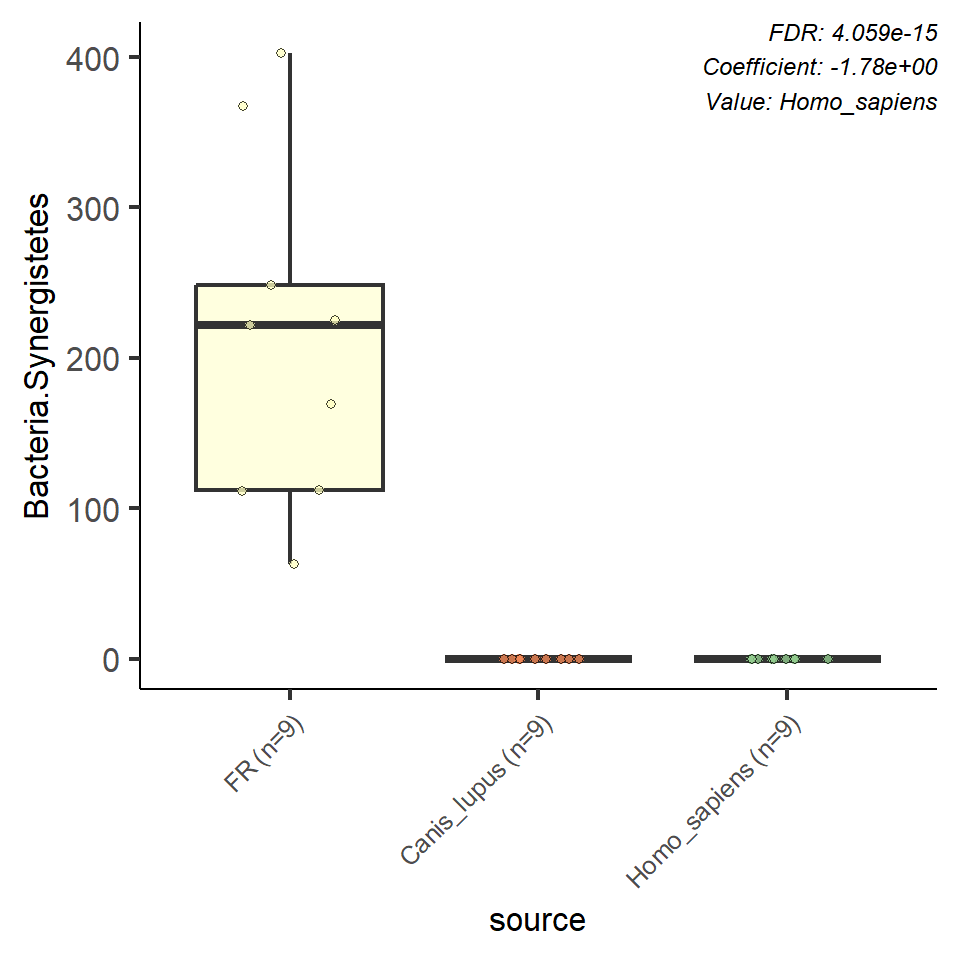 FDR: 4.059e-15
Coefficient: -1.78e+00
Value: Homo_sapiens
Bacteria.Synergistetes
400
300
200
100
0
FR (n=9)
Canis_lupus (n=9)
Homo_sapiens (n=9)
source